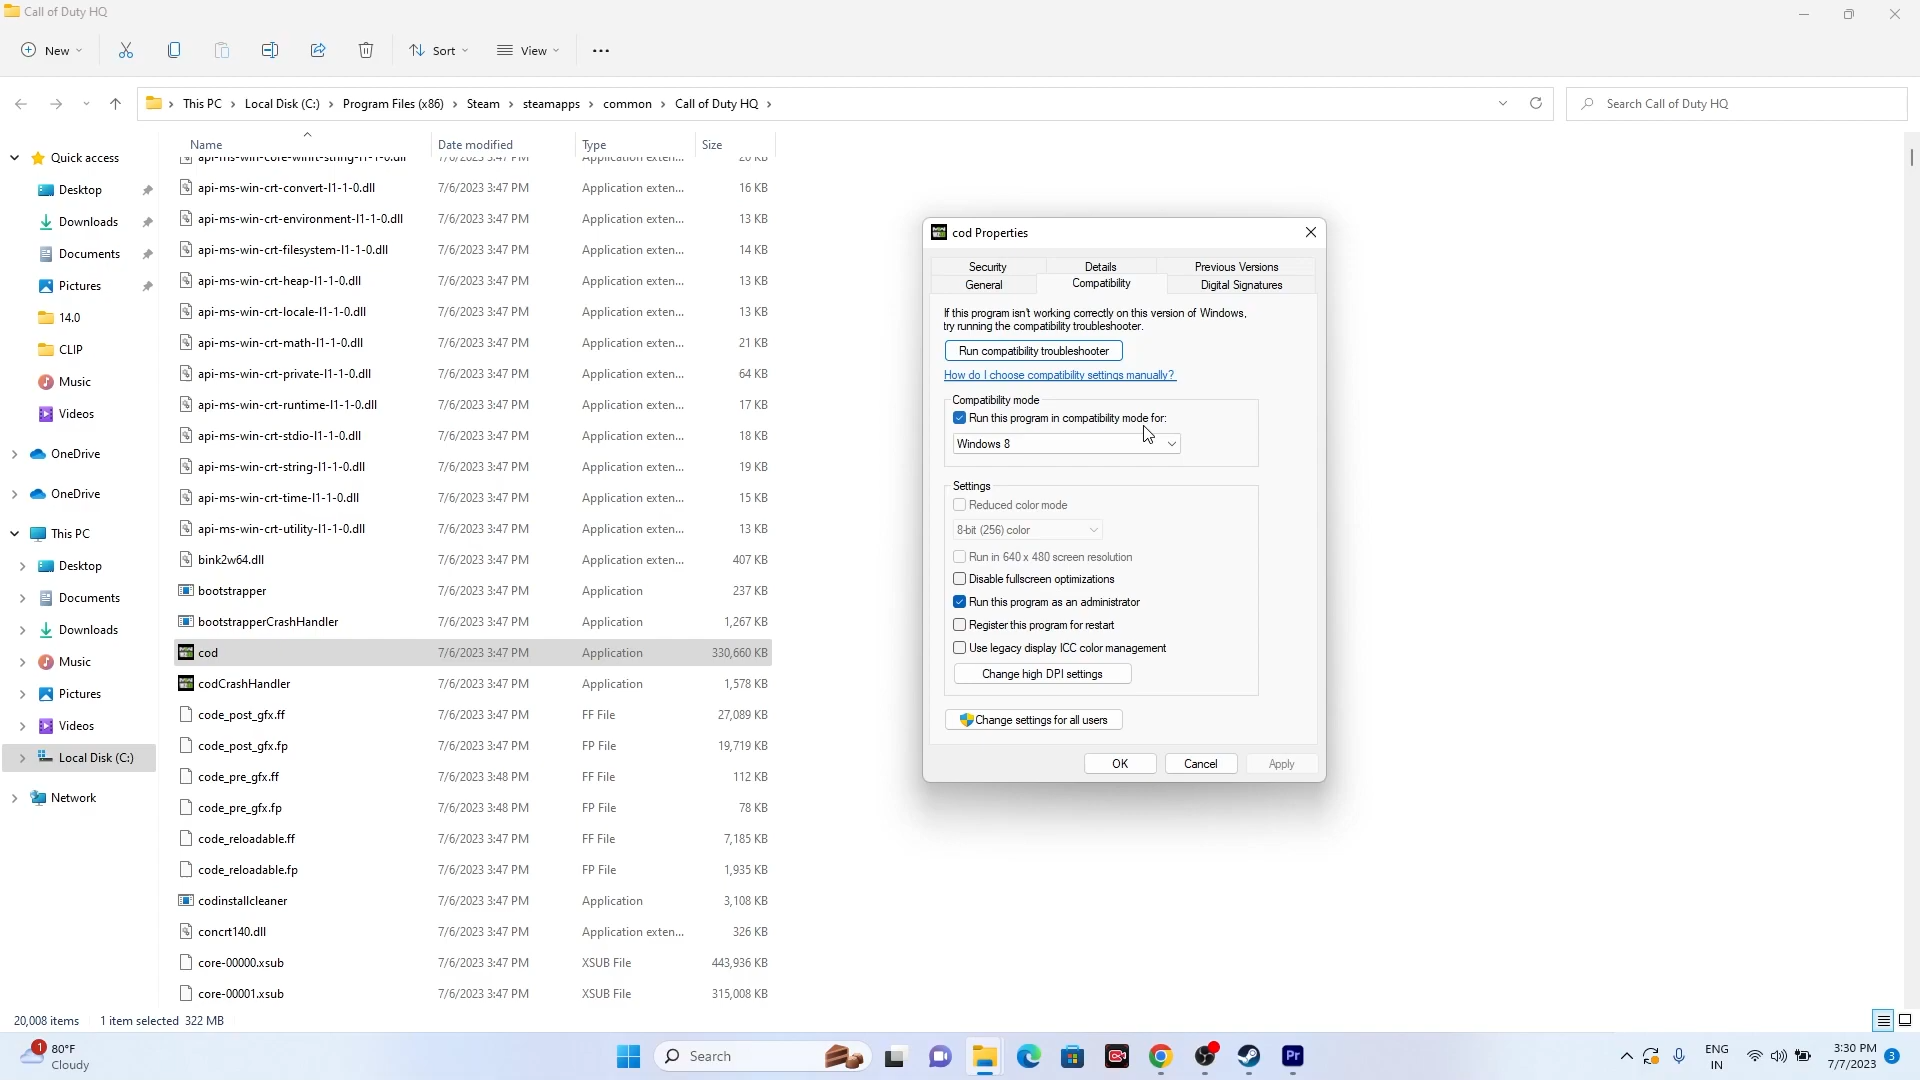 Call of Duty HQ
New
Sort
View
This PC
Local Disk (C:)
Program Files (x86)
Steam
steamapps
common
Call of Duty HQ
Search Call of Duty HQ
Quick access
Desktop
Downloads
Documents
Pictures
14.0
CLIP
Music
Videos
OneDrive
OneDrive
This PC
Desktop
Documents
Downloads
Music
Pictures
Videos
Local Disk (C:)
Network
Name Date modified Type Size
api-ms-win-crt-convert-l1-1-0.dll 7/6/2023 3:47 PM Application exten... 16 KB
api-ms-win-crt-environment-l1-1-0.dll 7/6/2023 3:47 PM Application exten... 13 KB
api-ms-win-crt-filesystem-l1-1-0.dll 7/6/2023 3:47 PM Application exten... 14 KB
api-ms-win-crt-heap-l1-1-0.dll 7/6/2023 3:47 PM Application exten... 13 KB
api-ms-win-crt-locale-l1-1-0.dll 7/6/2023 3:47 PM Application exten... 13 KB
api-ms-win-crt-math-l1-1-0.dll 7/6/2023 3:47 PM Application exten... 21 KB
api-ms-win-crt-private-l1-1-0.dll 7/6/2023 3:47 PM Application exten... 64 KB
api-ms-win-crt-runtime-l1-1-0.dll 7/6/2023 3:47 PM Application exten... 17 KB
api-ms-win-crt-stdio-l1-1-0.dll 7/6/2023 3:47 PM Application exten... 18 KB
api-ms-win-crt-string-l1-1-0.dll 7/6/2023 3:47 PM Application exten... 19 KB
api-ms-win-crt-time-l1-1-0.dll 7/6/2023 3:47 PM Application exten... 15 KB
api-ms-win-crt-utility-l1-1-0.dll 7/6/2023 3:47 PM Application exten... 13 KB
bink2w64.dll 7/6/2023 3:47 PM Application exten... 407 KB
bootstrapper 7/6/2023 3:47 PM Application 237 KB
bootstrapperCrashHandler 7/6/2023 3:47 PM Application 1,267 KB
cod 7/6/2023 3:47 PM Application 330,660 KB
codCrashHandler 7/6/2023 3:47 PM Application 1,578 KB
code_post_gfx.ff 7/6/2023 3:47 PM FF File 27,089 KB
code_post_gfx.fp 7/6/2023 3:47 PM FP File 19,719 KB
code_pre_gfx.ff 7/6/2023 3:48 PM FF File 112 KB
code_pre_gfx.fp 7/6/2023 3:48 PM FP File 78 KB
code_reloadable.ff 7/6/2023 3:47 PM FF File 7,185 KB
code_reloadable.fp 7/6/2023 3:47 PM FP File 1,935 KB
codinstallcleaner 7/6/2023 3:47 PM Application 3,108 KB
concrt140.dll 7/6/2023 3:47 PM Application exten... 326 KB
core-00000.xsub 7/6/2023 3:47 PM XSUB File 443,936 KB
core-00001.xsub 7/6/2023 3:47 PM XSUB File 315,008 KB
cod Properties
Security Details Previous Versions
General Compatibility Digital Signatures
If this program isn't working correctly on this version of Windows,
try running the compatibility troubleshooter.
Run compatibility troubleshooter
How do I choose compatibility settings manually?
Compatibility mode
Run this program in compatibility mode for:
Windows 8
Settings
Reduced color mode
8-bit (256) color
Run in 640 x 480 screen resolution
Disable fullscreen optimizations
Run this program as an administrator
Register this program for restart
Use legacy display ICC color management
Change high DPI settings
Change settings for all users
OK Cancel Apply
20,008 items 1 item selected 322 MB
1
80°F
Cloudy
Search
Pr
ENG
IN
3:30 PM
7/7/2023
3